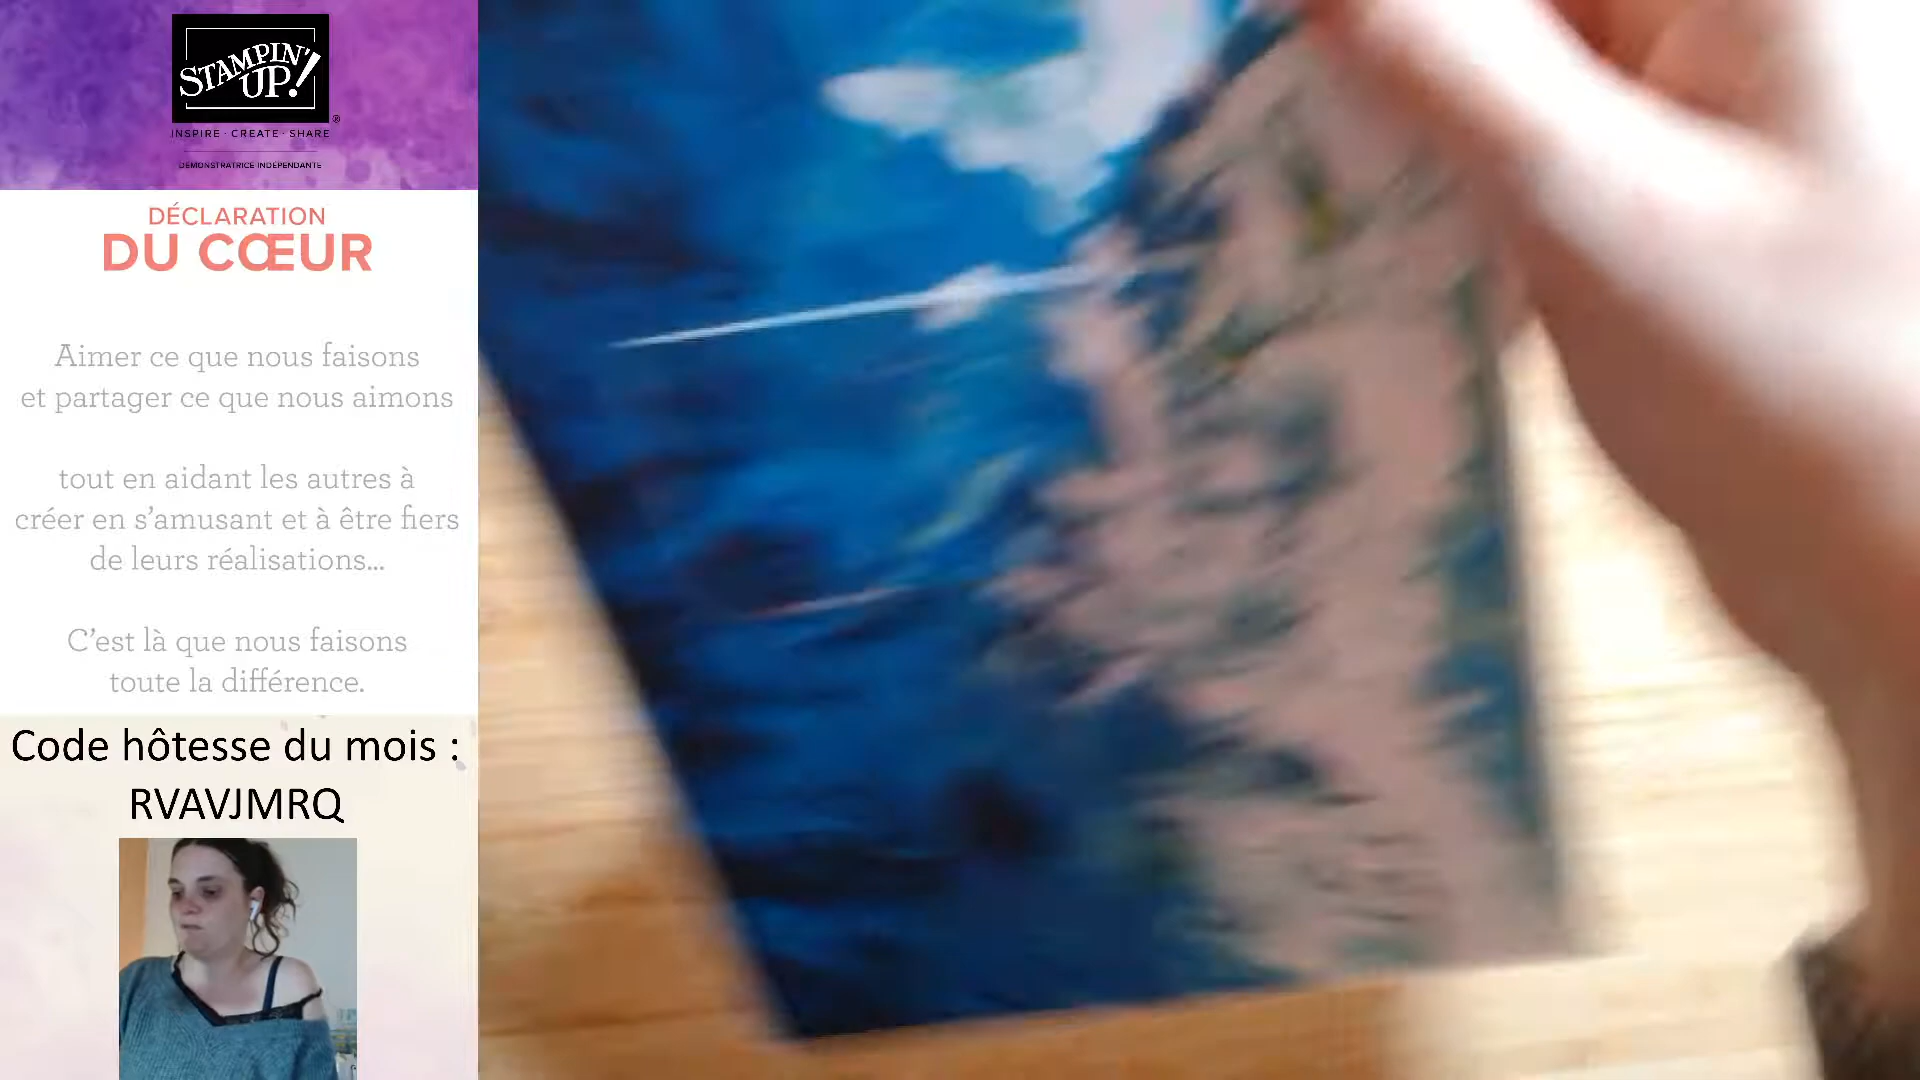 STAMPIN'
UP!
®
INSPIRE · CREATE · SHARE
DÉMONSTRATRICE INDÉPENDANTE
DÉCLARATION
DU CŒUR
Aimer ce que nous faisons
et partager ce que nous aimons
tout en aidant les autres à
créer en s’amusant et à être fiers
de leurs réalisations...
C’est là que nous faisons
toute la différence.
Code hôtesse du mois :
RVAVJMRQ